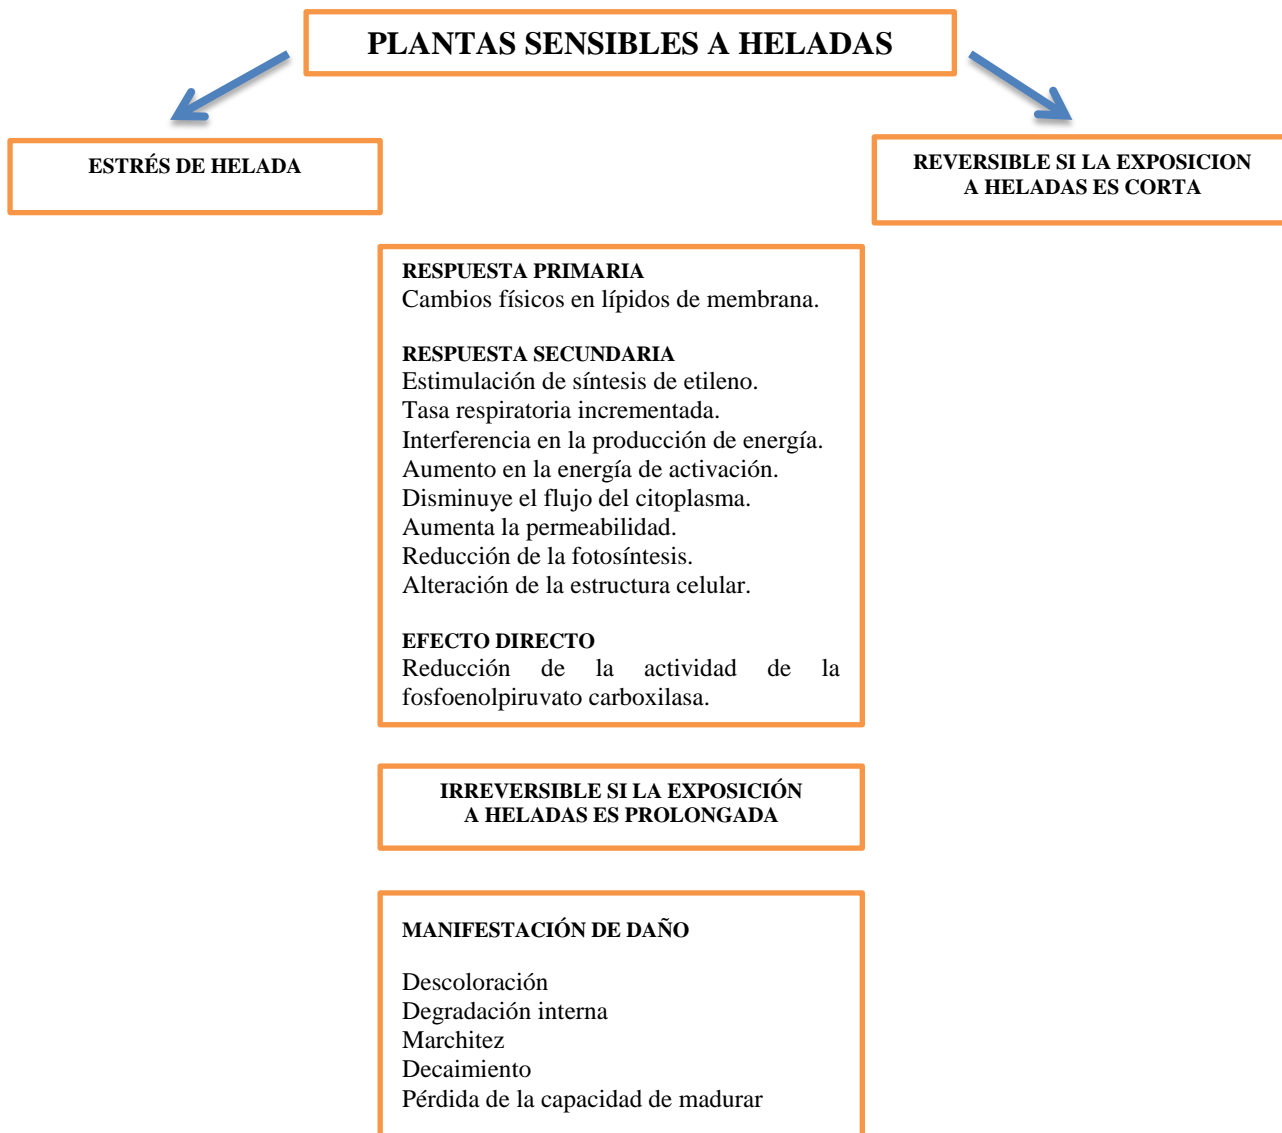 PLANTAS SENSIBLES A HELADAS
ESTRÉS DE HELADA
REVERSIBLE SI LA EXPOSICION
A HELADAS ES CORTA
RESPUESTA PRIMARIA
Cambios físicos en lípidos de membrana.
RESPUESTA SECUNDARIA
Estimulación de síntesis de etileno.
Tasa respiratoria incrementada.
Interferencia en la producción de energía.
Aumento en la energía de activación.
Disminuye el flujo del citoplasma.
Aumenta la permeabilidad.
Reducción de la fotosíntesis.
Alteración de la estructura celular.
EFECTO DIRECTO
Reducción de la actividad de la
fosfoenolpiruvato carboxilasa.
IRREVERSIBLE SI LA EXPOSICIÓN
A HELADAS ES PROLONGADA
MANIFESTACIÓN DE DAÑO
Descoloración
Degradación interna
Marchitez
Decaimiento
Pérdida de la capacidad de madurar